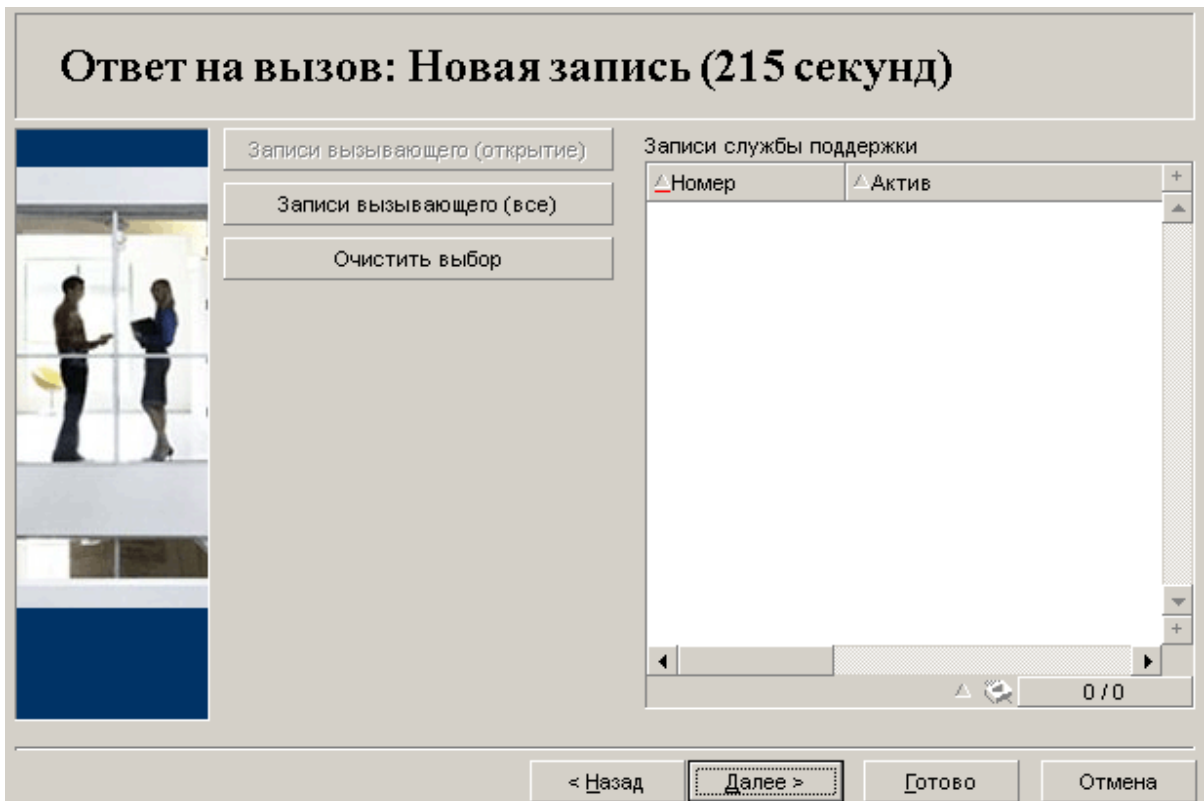 Ответ на вызов: Новая запись (215 секунд)
Записи вызывающего (открытие)
Записи вызывающего (все)
Очистить выбор
Записи службы поддержки
Номер Актив
0 / 0
< Назад Далее > Готово Отмена